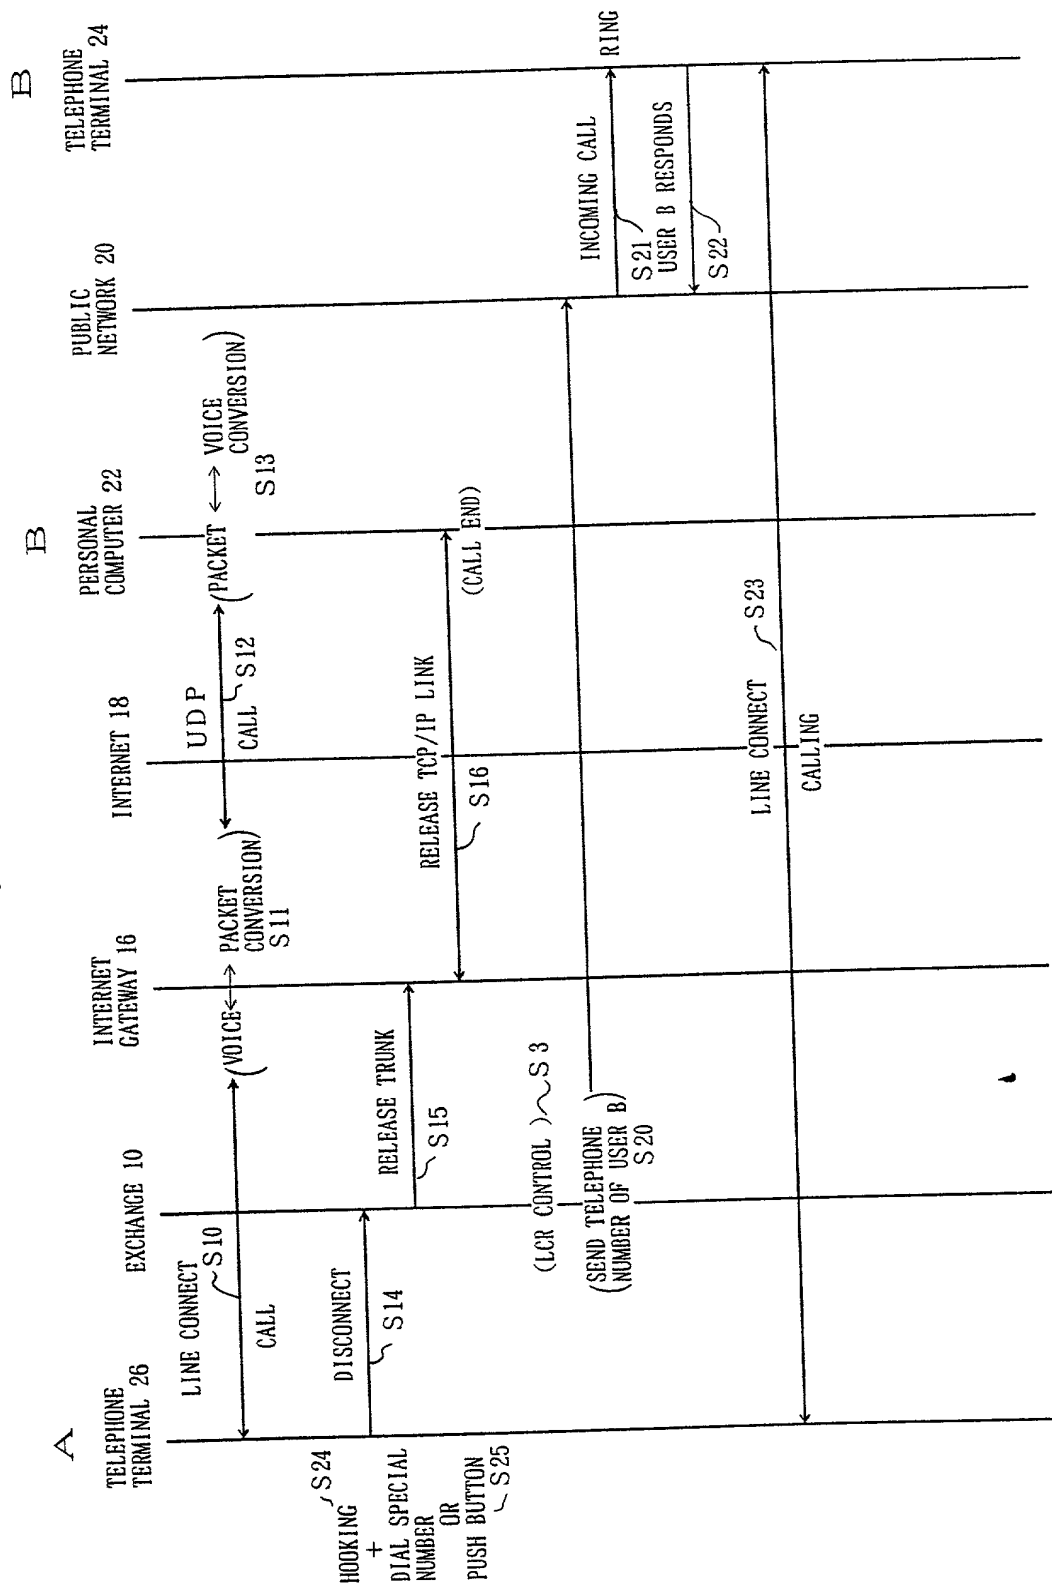 A
TELEPHONE
TERMINAL 26
EXCHANGE 10
INTERNET
GATEWAY 16
INTERNET 18
B
PERSONAL
COMPUTER 22
PUBLIC
NETWORK 20
B
TELEPHONE
TERMINAL 24
LINE CONNECT
S10
CALL
(VOICE
PACKET
CONVERSION)
S11
UDP
CALL
S12
(PACKET
VOICE
CONVERSION)
S13
HOOKING
S24
+
DIAL SPECIAL
NUMBER
OR
PUSH BUTTON
S25
DISCONNECT
S14
RELEASE TRUNK
S15
RELEASE TCP/IP LINK
S16
(CALL END)
(LCR CONTROL)
S3
(SEND TELEPHONE
NUMBER OF USER B)
S20
INCOMING CALL
RING
S21
USER B RESPONDS
S22
LINE CONNECT
S23
CALLING